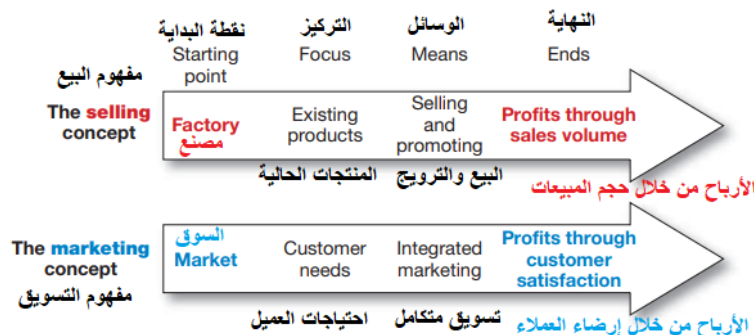 نقطة البداية التركيز الوسائل النهاية
Starting point Focus Means Ends
مفهوم البيع
The selling concept
Factory
مصنع
Existing products
Selling and promoting
Profits through sales volume
المنتجات الحالية البيع والترويج
الأرباح من خلال حجم المبيعات
The marketing concept
مفهوم التسويق
السوق
Market
Customer needs
Integrated marketing
Profits through customer satisfaction
احتياجات العميل تسويق متكامل
الأرباح من خلال إرضاء العملاء